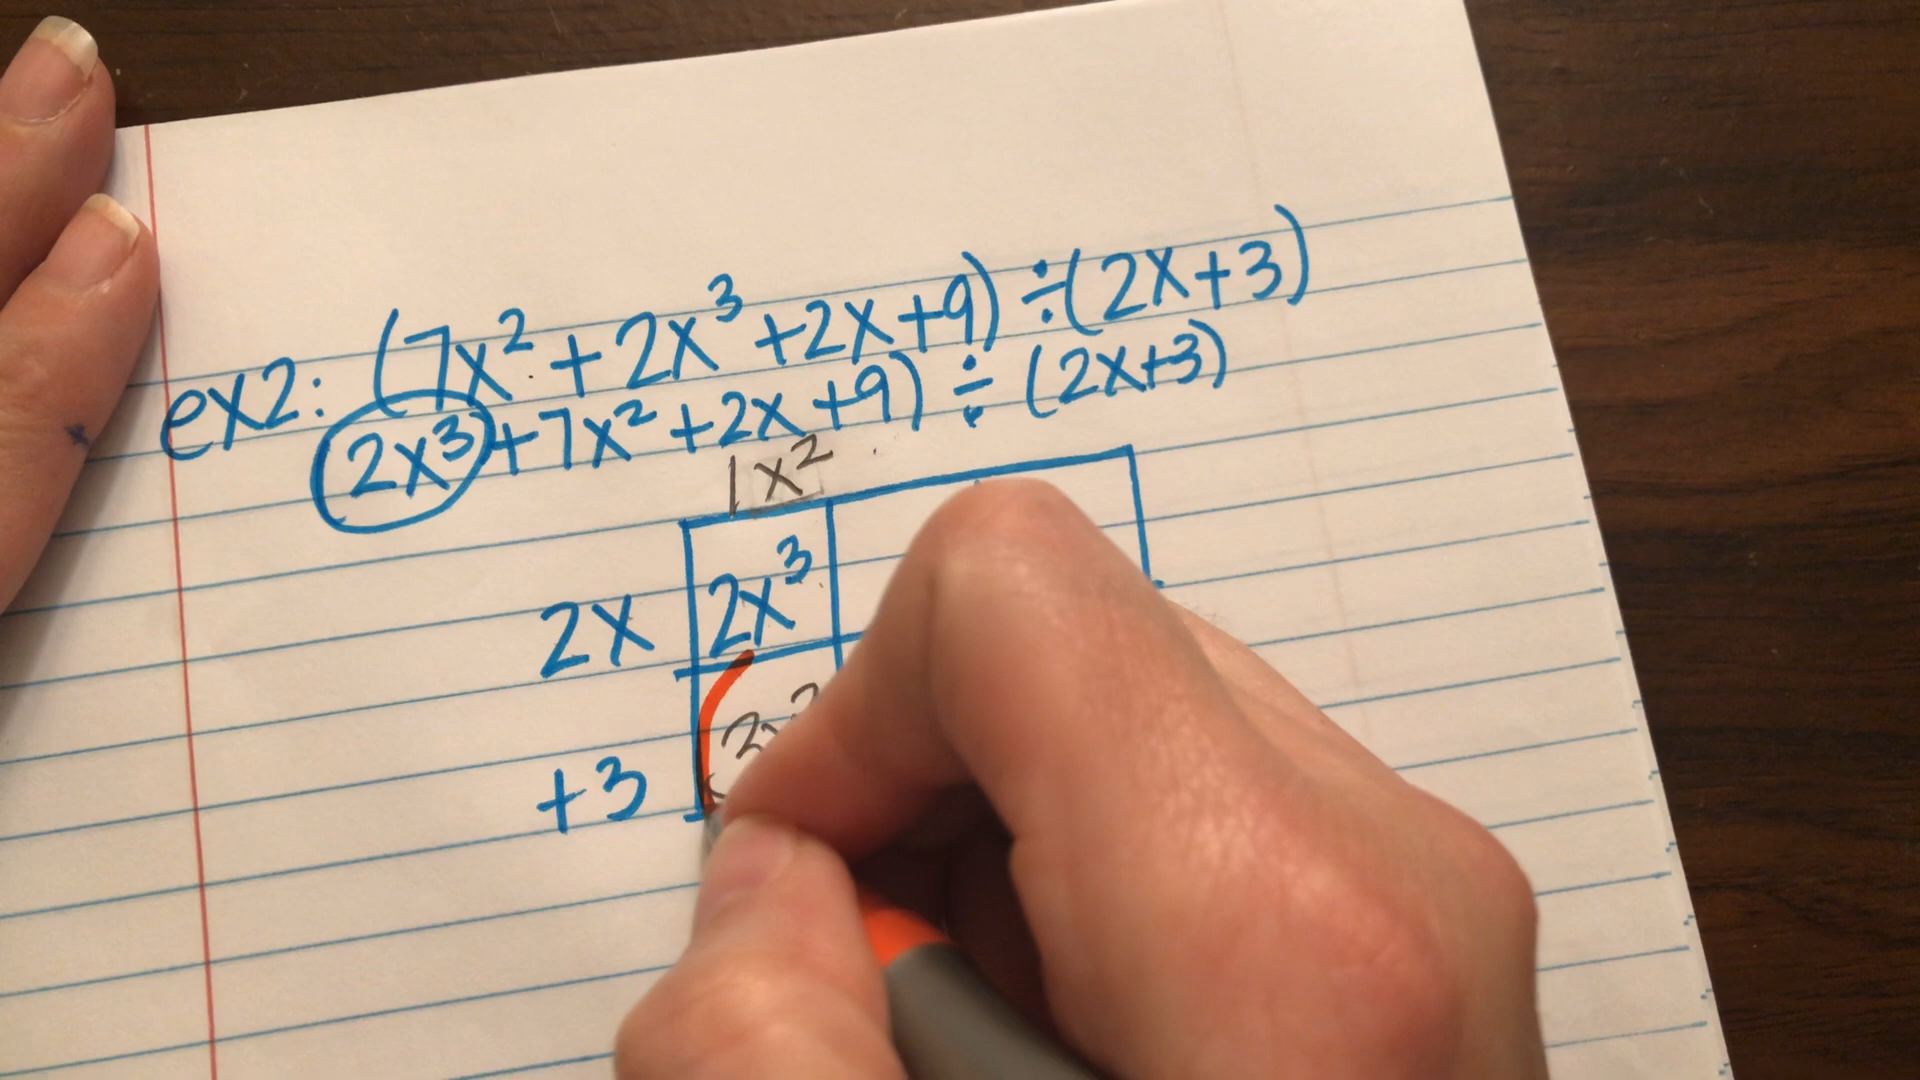 ex2: (7x² + 2x³ + 2x + 9) ÷ (2x + 3)
2x³ + 7x² + 2x + 9) ÷ (2x + 3)
1x²
2x 2x³
+3